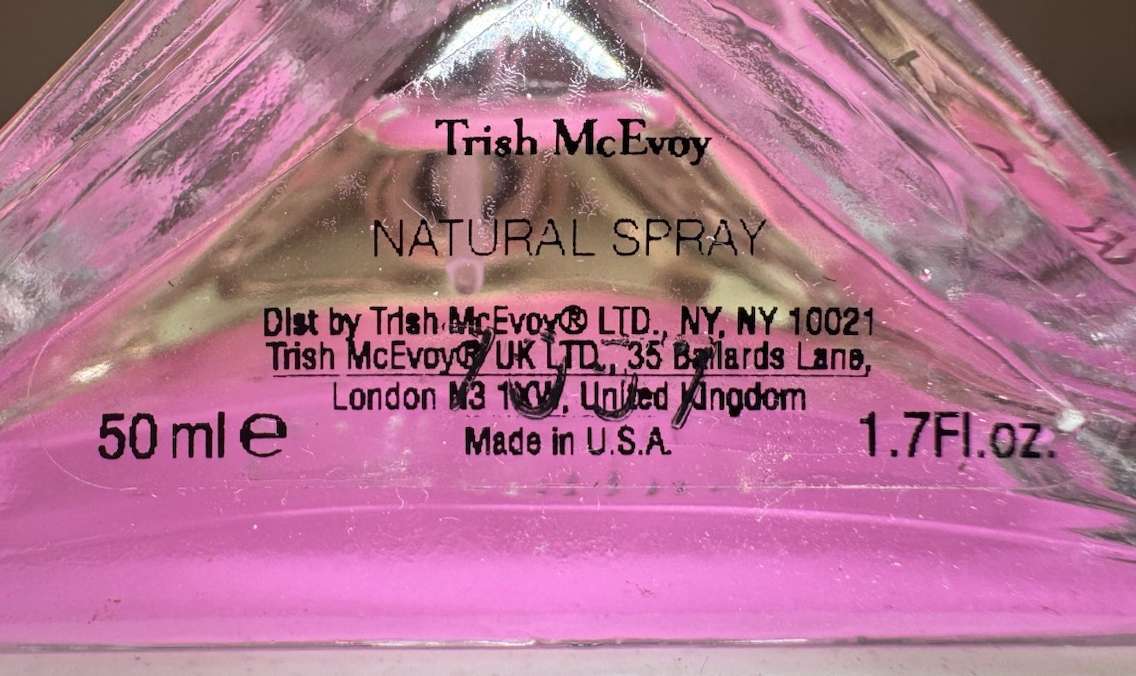 Trish McEvoy
NATURAL SPRAY
Dist by Trish McEvoy® LTD., NY, NY 10021
Trish McEvoy® UK LTD., 35 Ballards Lane,
London N3 1XW, United Kingdom
50 ml e Made in U.S.A. 1.7Fl.oz.